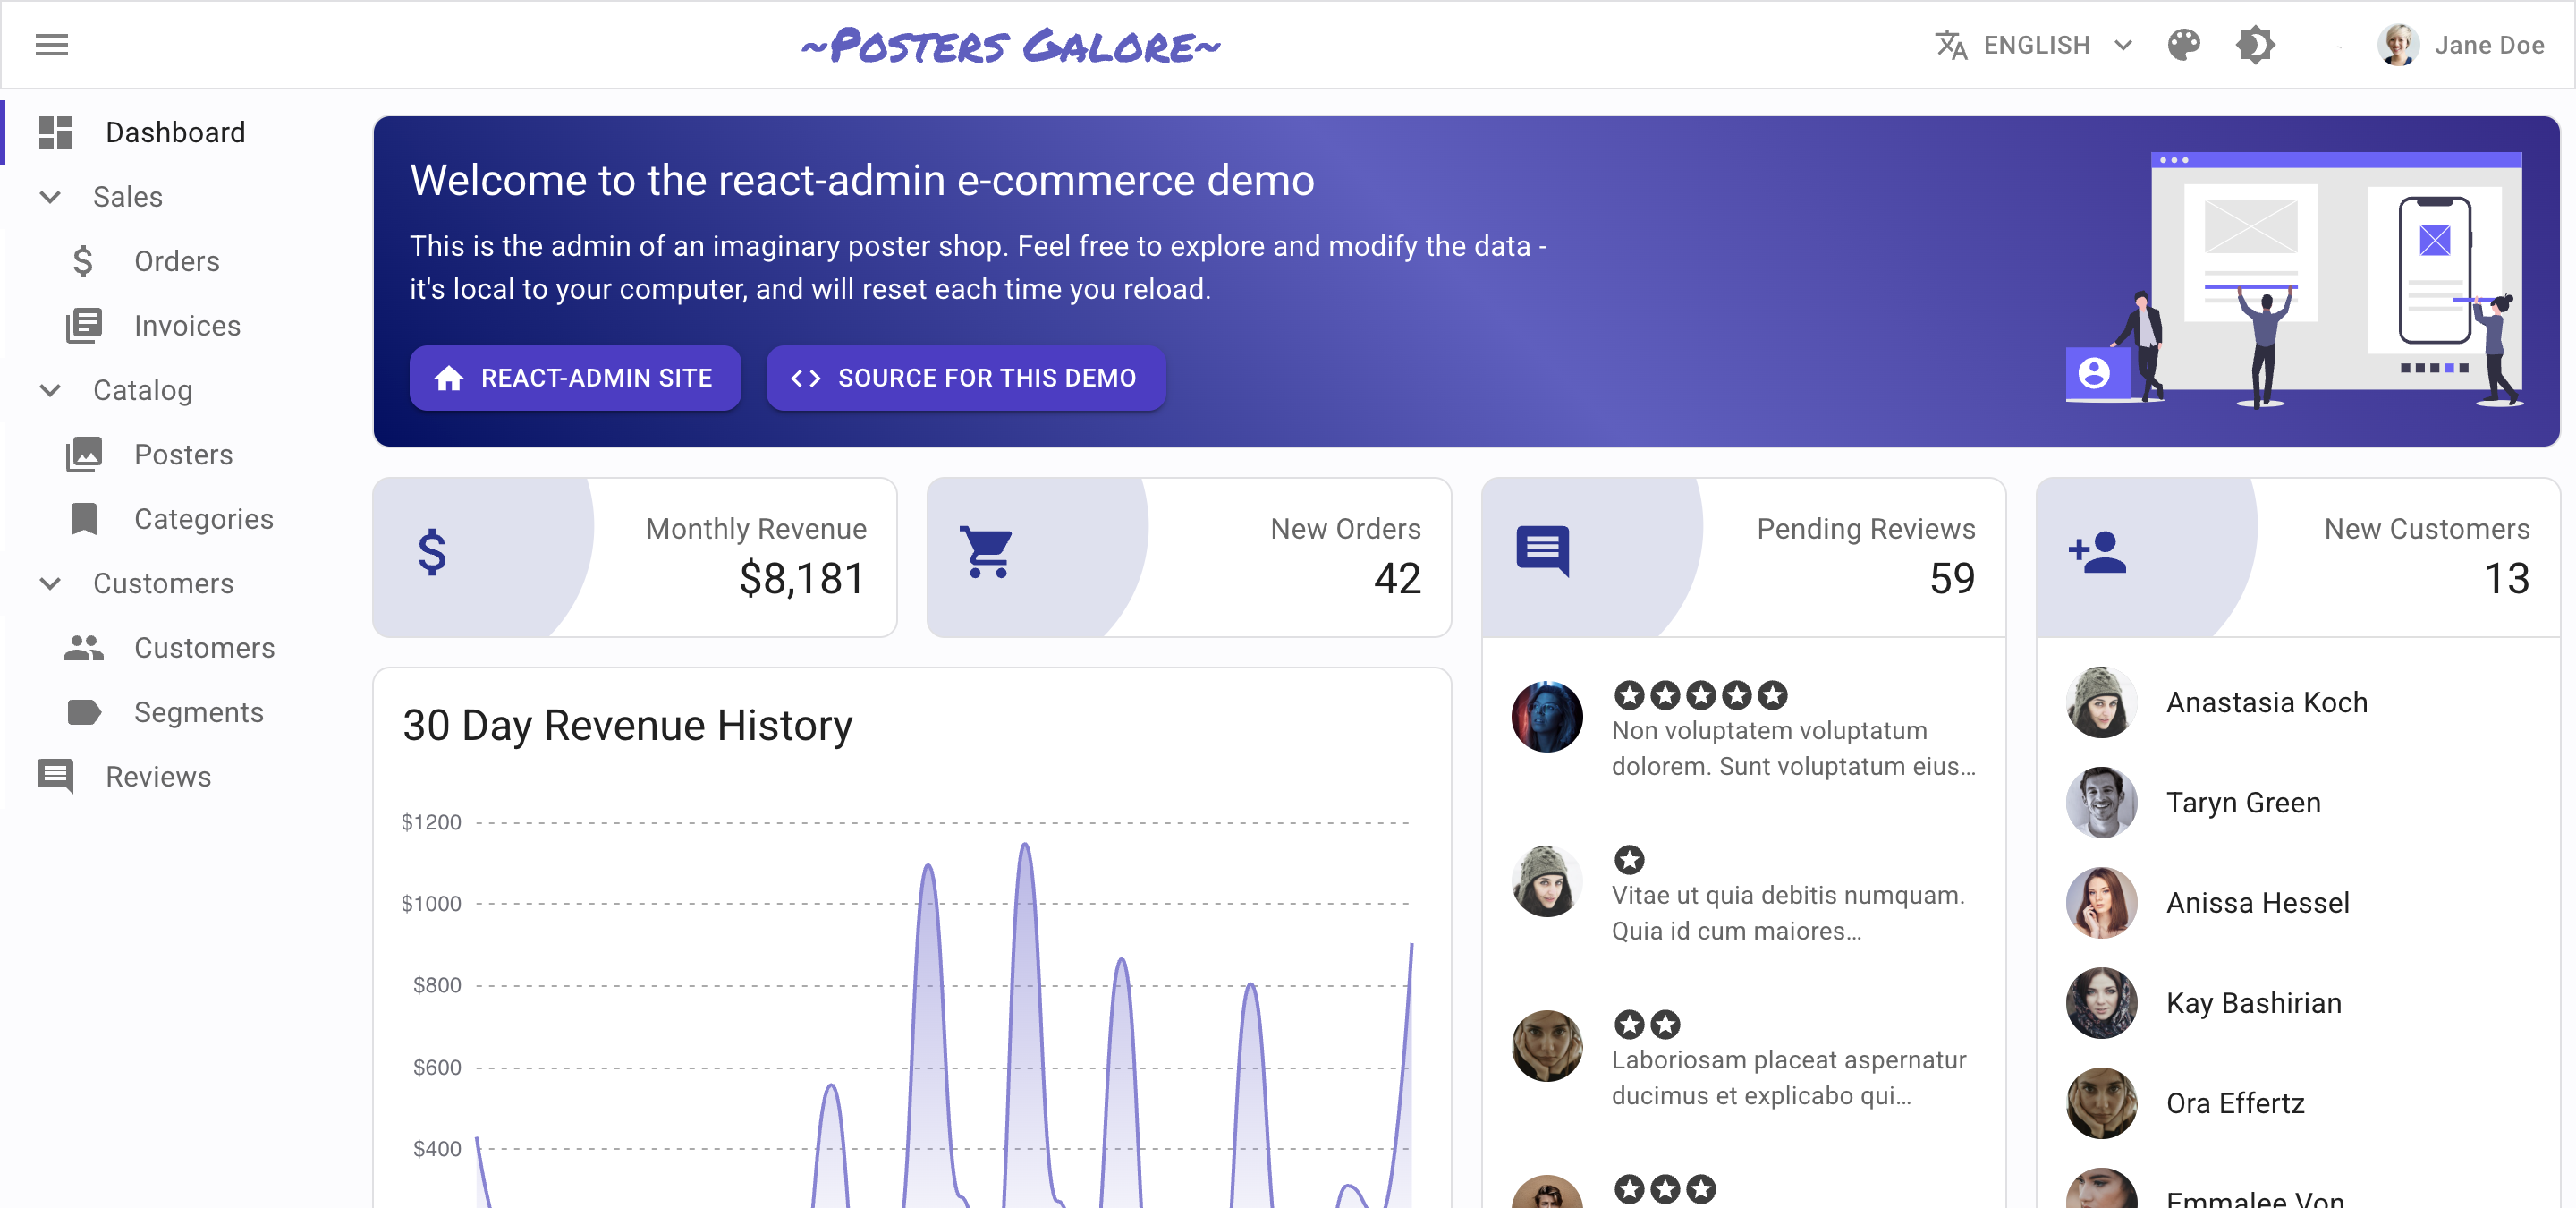 ~Posters Galore~
ENGLISH
Jane Doe
Dashboard
Sales
Orders
Invoices
Catalog
Posters
Categories
Customers
Customers
Segments
Reviews
Welcome to the react-admin e-commerce demo
This is the admin of an imaginary poster shop. Feel free to explore and modify the data -
it's local to your computer, and will reset each time you reload.
REACT-ADMIN SITE
SOURCE FOR THIS DEMO
Monthly Revenue
$8,181
New Orders
42
30 Day Revenue History
$1200
$1000
$800
$600
$400
Pending Reviews
59
Non voluptatem voluptatum
dolorem. Sunt voluptatum eius...
Vitae ut quia debitis numquam.
Quia id cum maiores...
Laboriosam placeat aspernatur
ducimus et explicabo qui...
New Customers
13
Anastasia Koch
Taryn Green
Anissa Hessel
Kay Bashirian
Ora Effertz
Emmalee Von